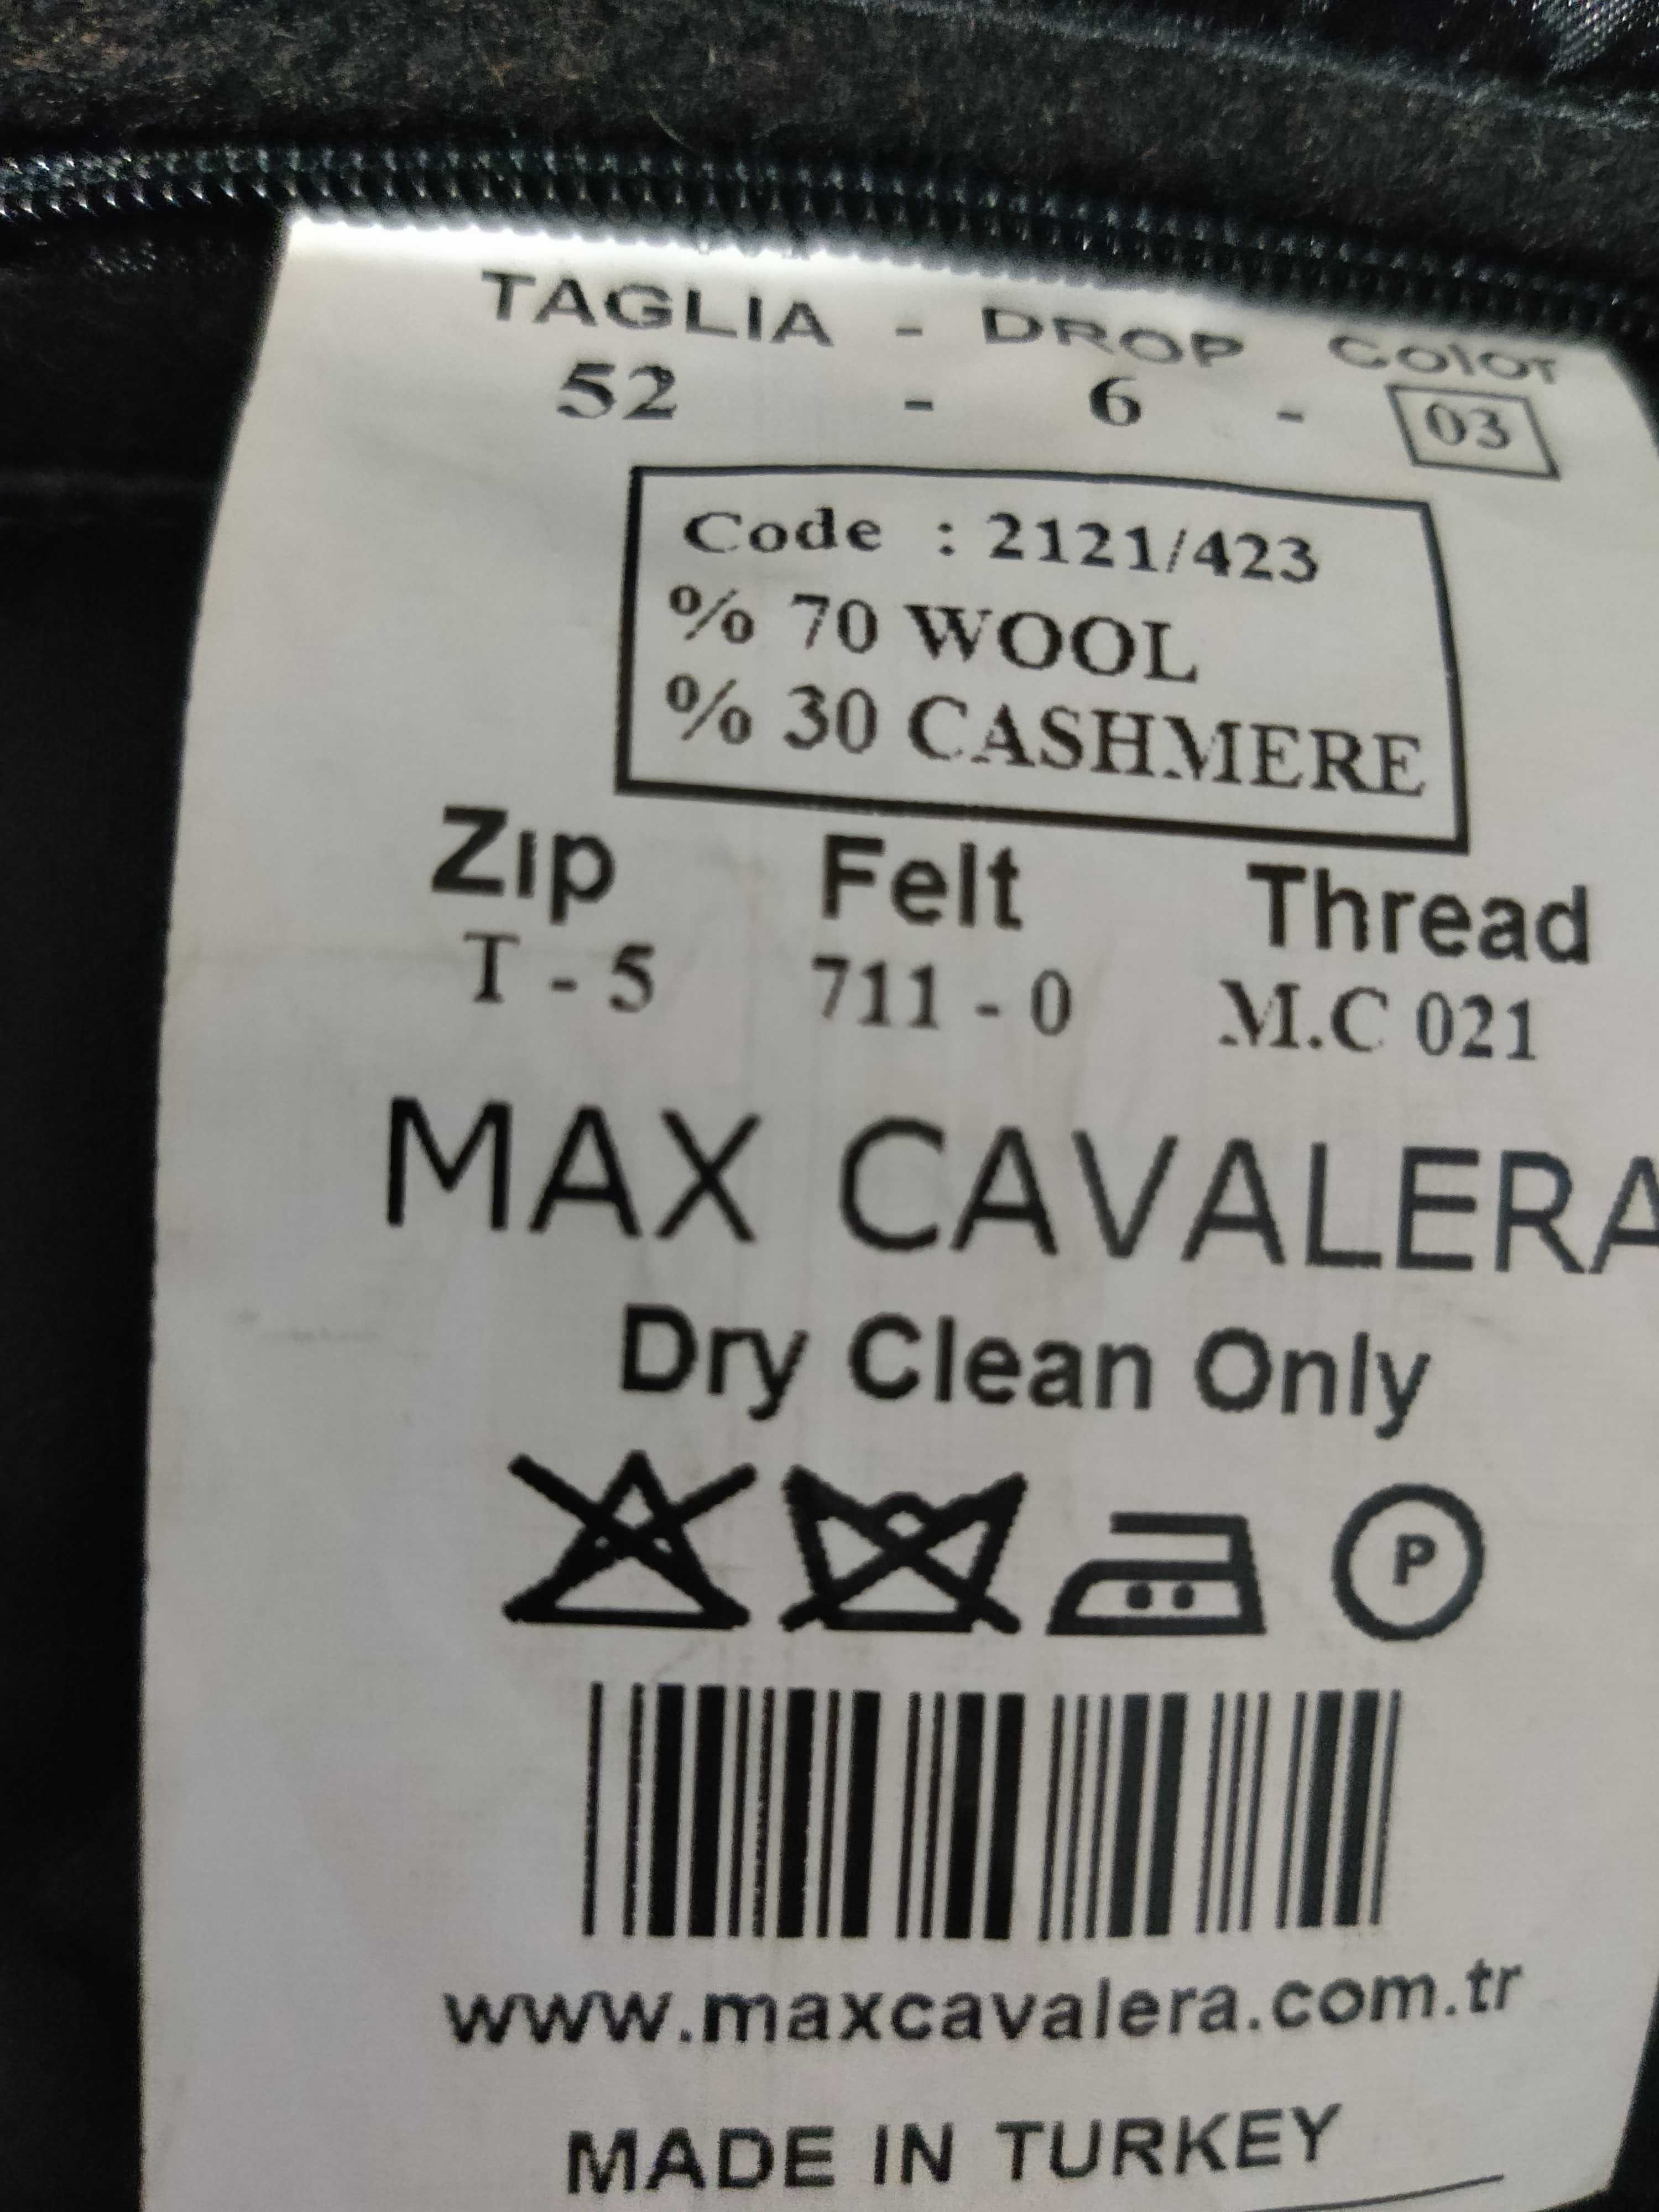 TAGLIA - DROP Color
52 - 6 - 03
Code : 2121/423
% 70 WOOL
% 30 CASHMERE
Zip Felt Thread
T - 5 711 - 0 M.C 021
MAX CAVALERA
Dry Clean Only
P
www.maxcavalera.com.tr
MADE IN TURKEY